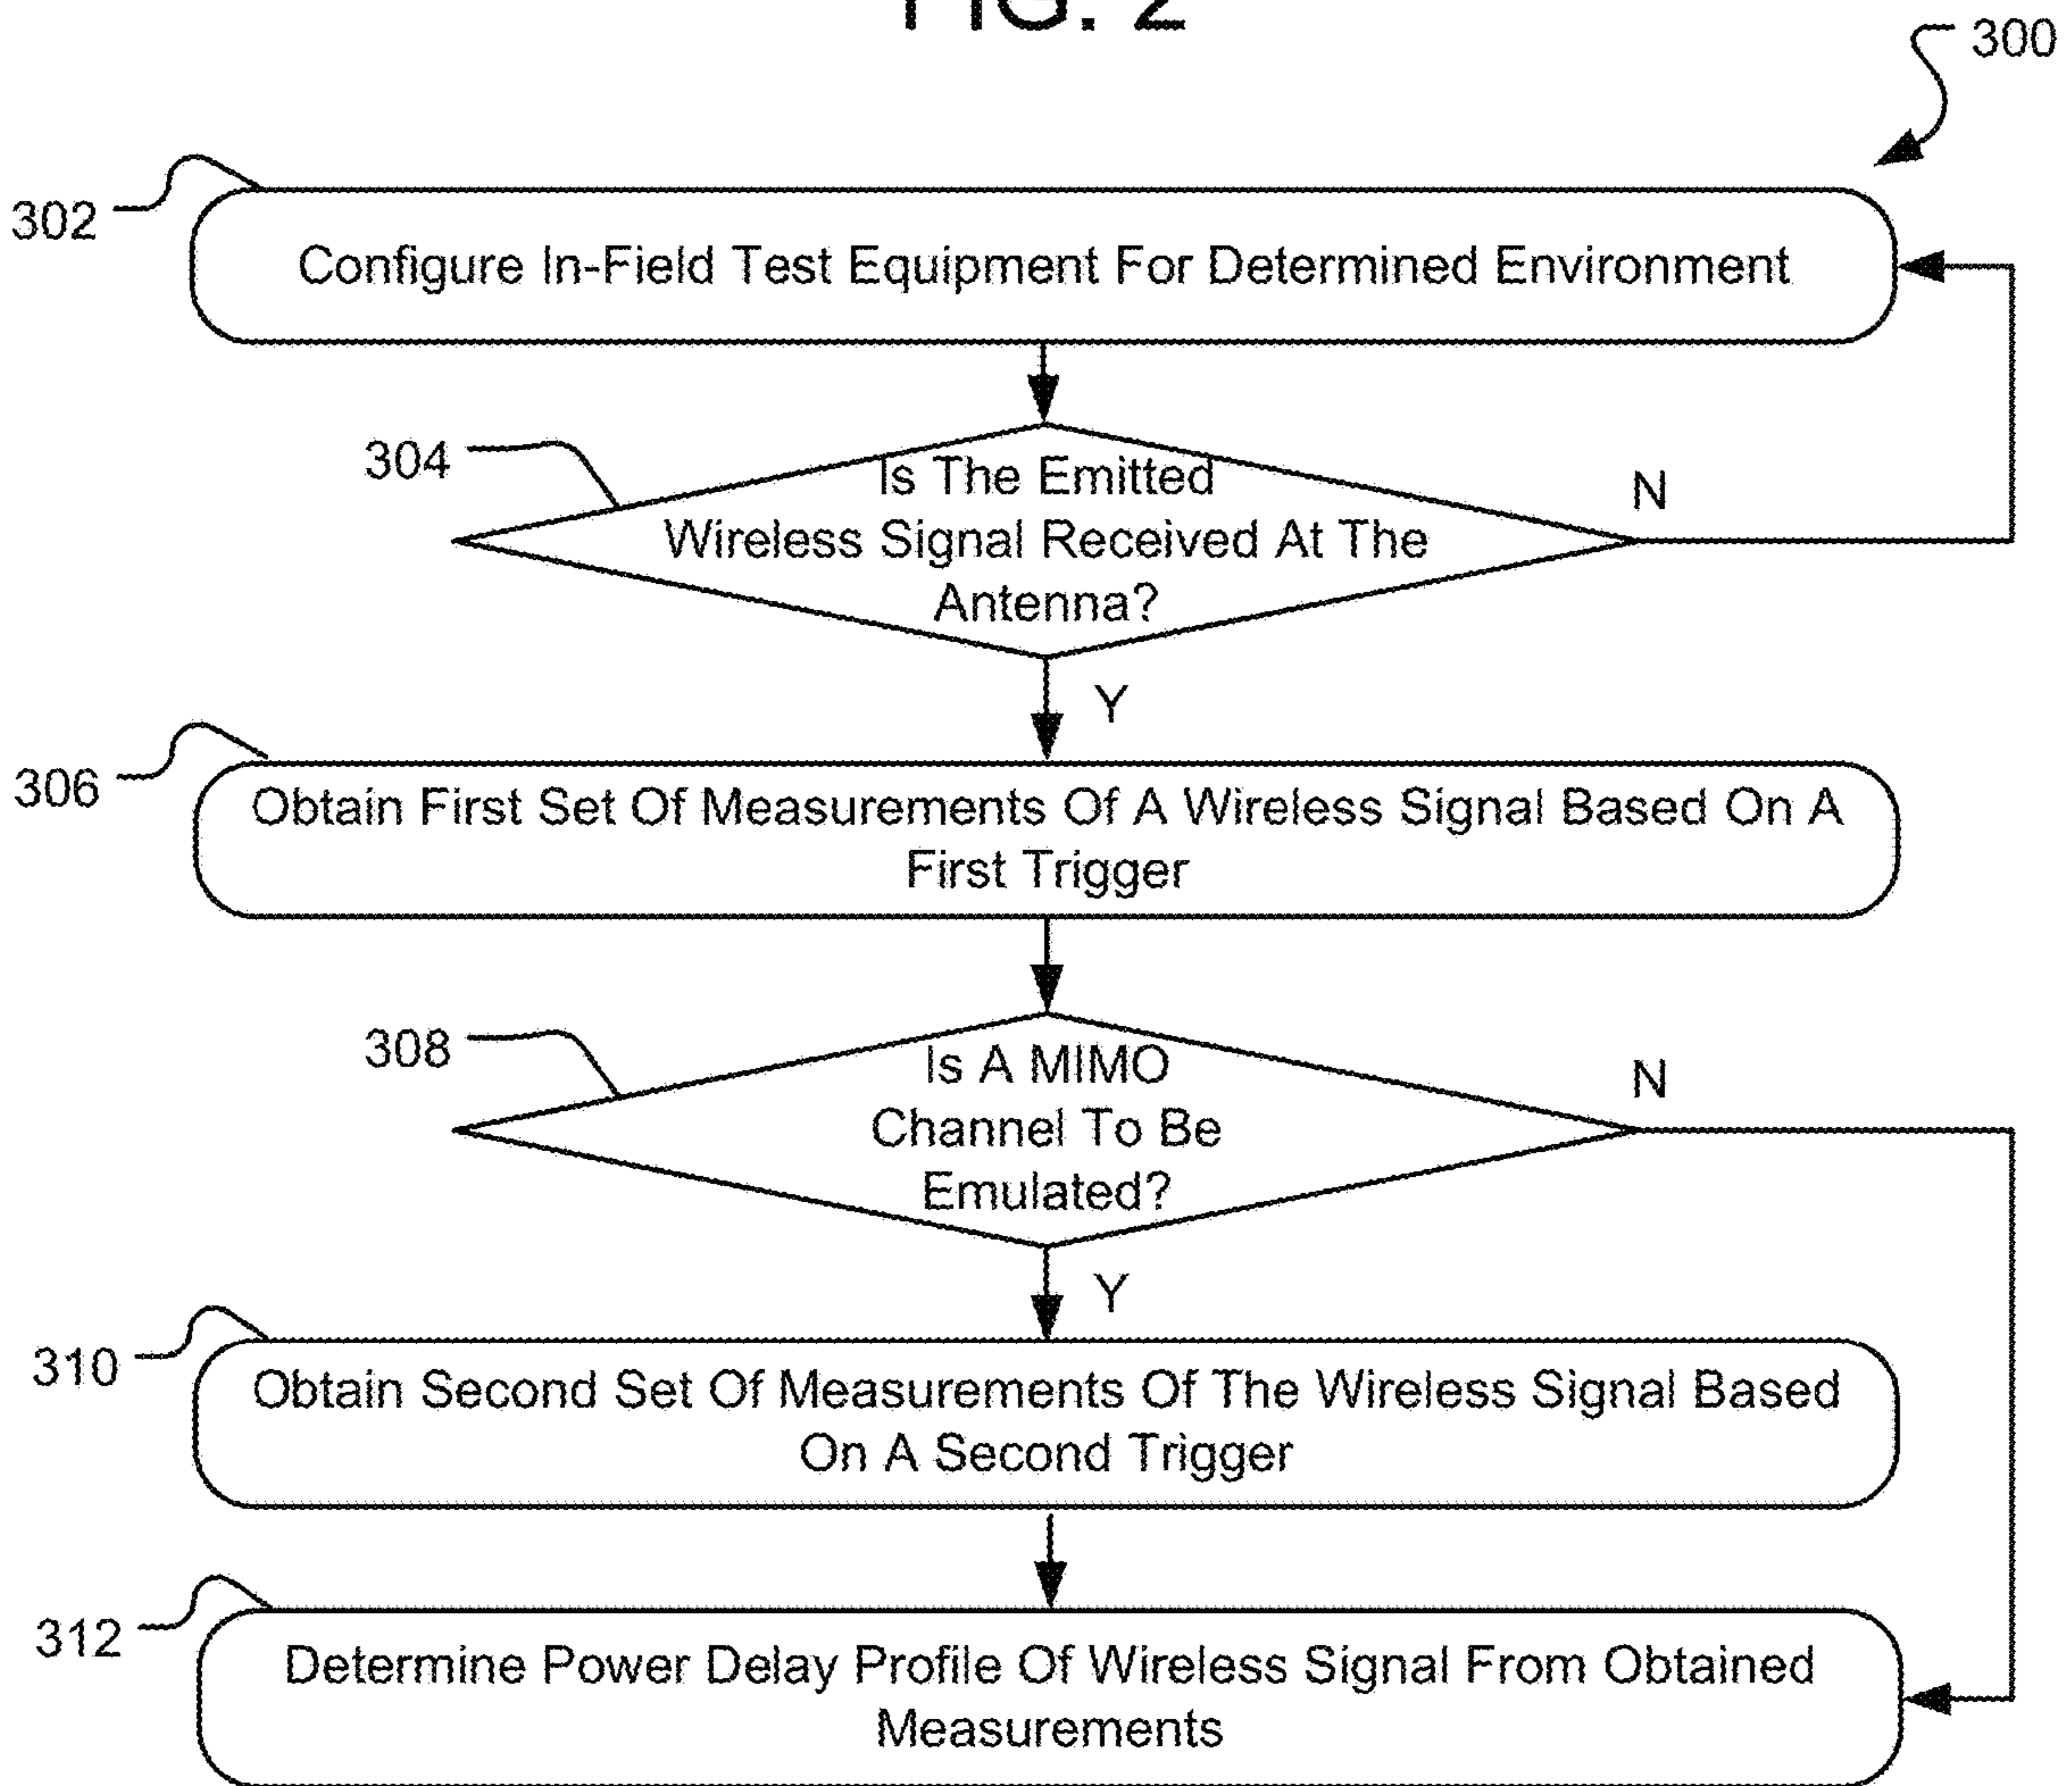 FIG. 2
300
302
Configure In-Field Test Equipment For Determined Environment
304
Is The Emitted
Wireless Signal Received At The
Antenna?
N
Y
306
Obtain First Set Of Measurements Of A Wireless Signal Based On A
First Trigger
308
Is A MIMO
Channel To Be
Emulated?
N
Y
310
Obtain Second Set Of Measurements Of The Wireless Signal Based
On A Second Trigger
312
Determine Power Delay Profile Of Wireless Signal From Obtained
Measurements